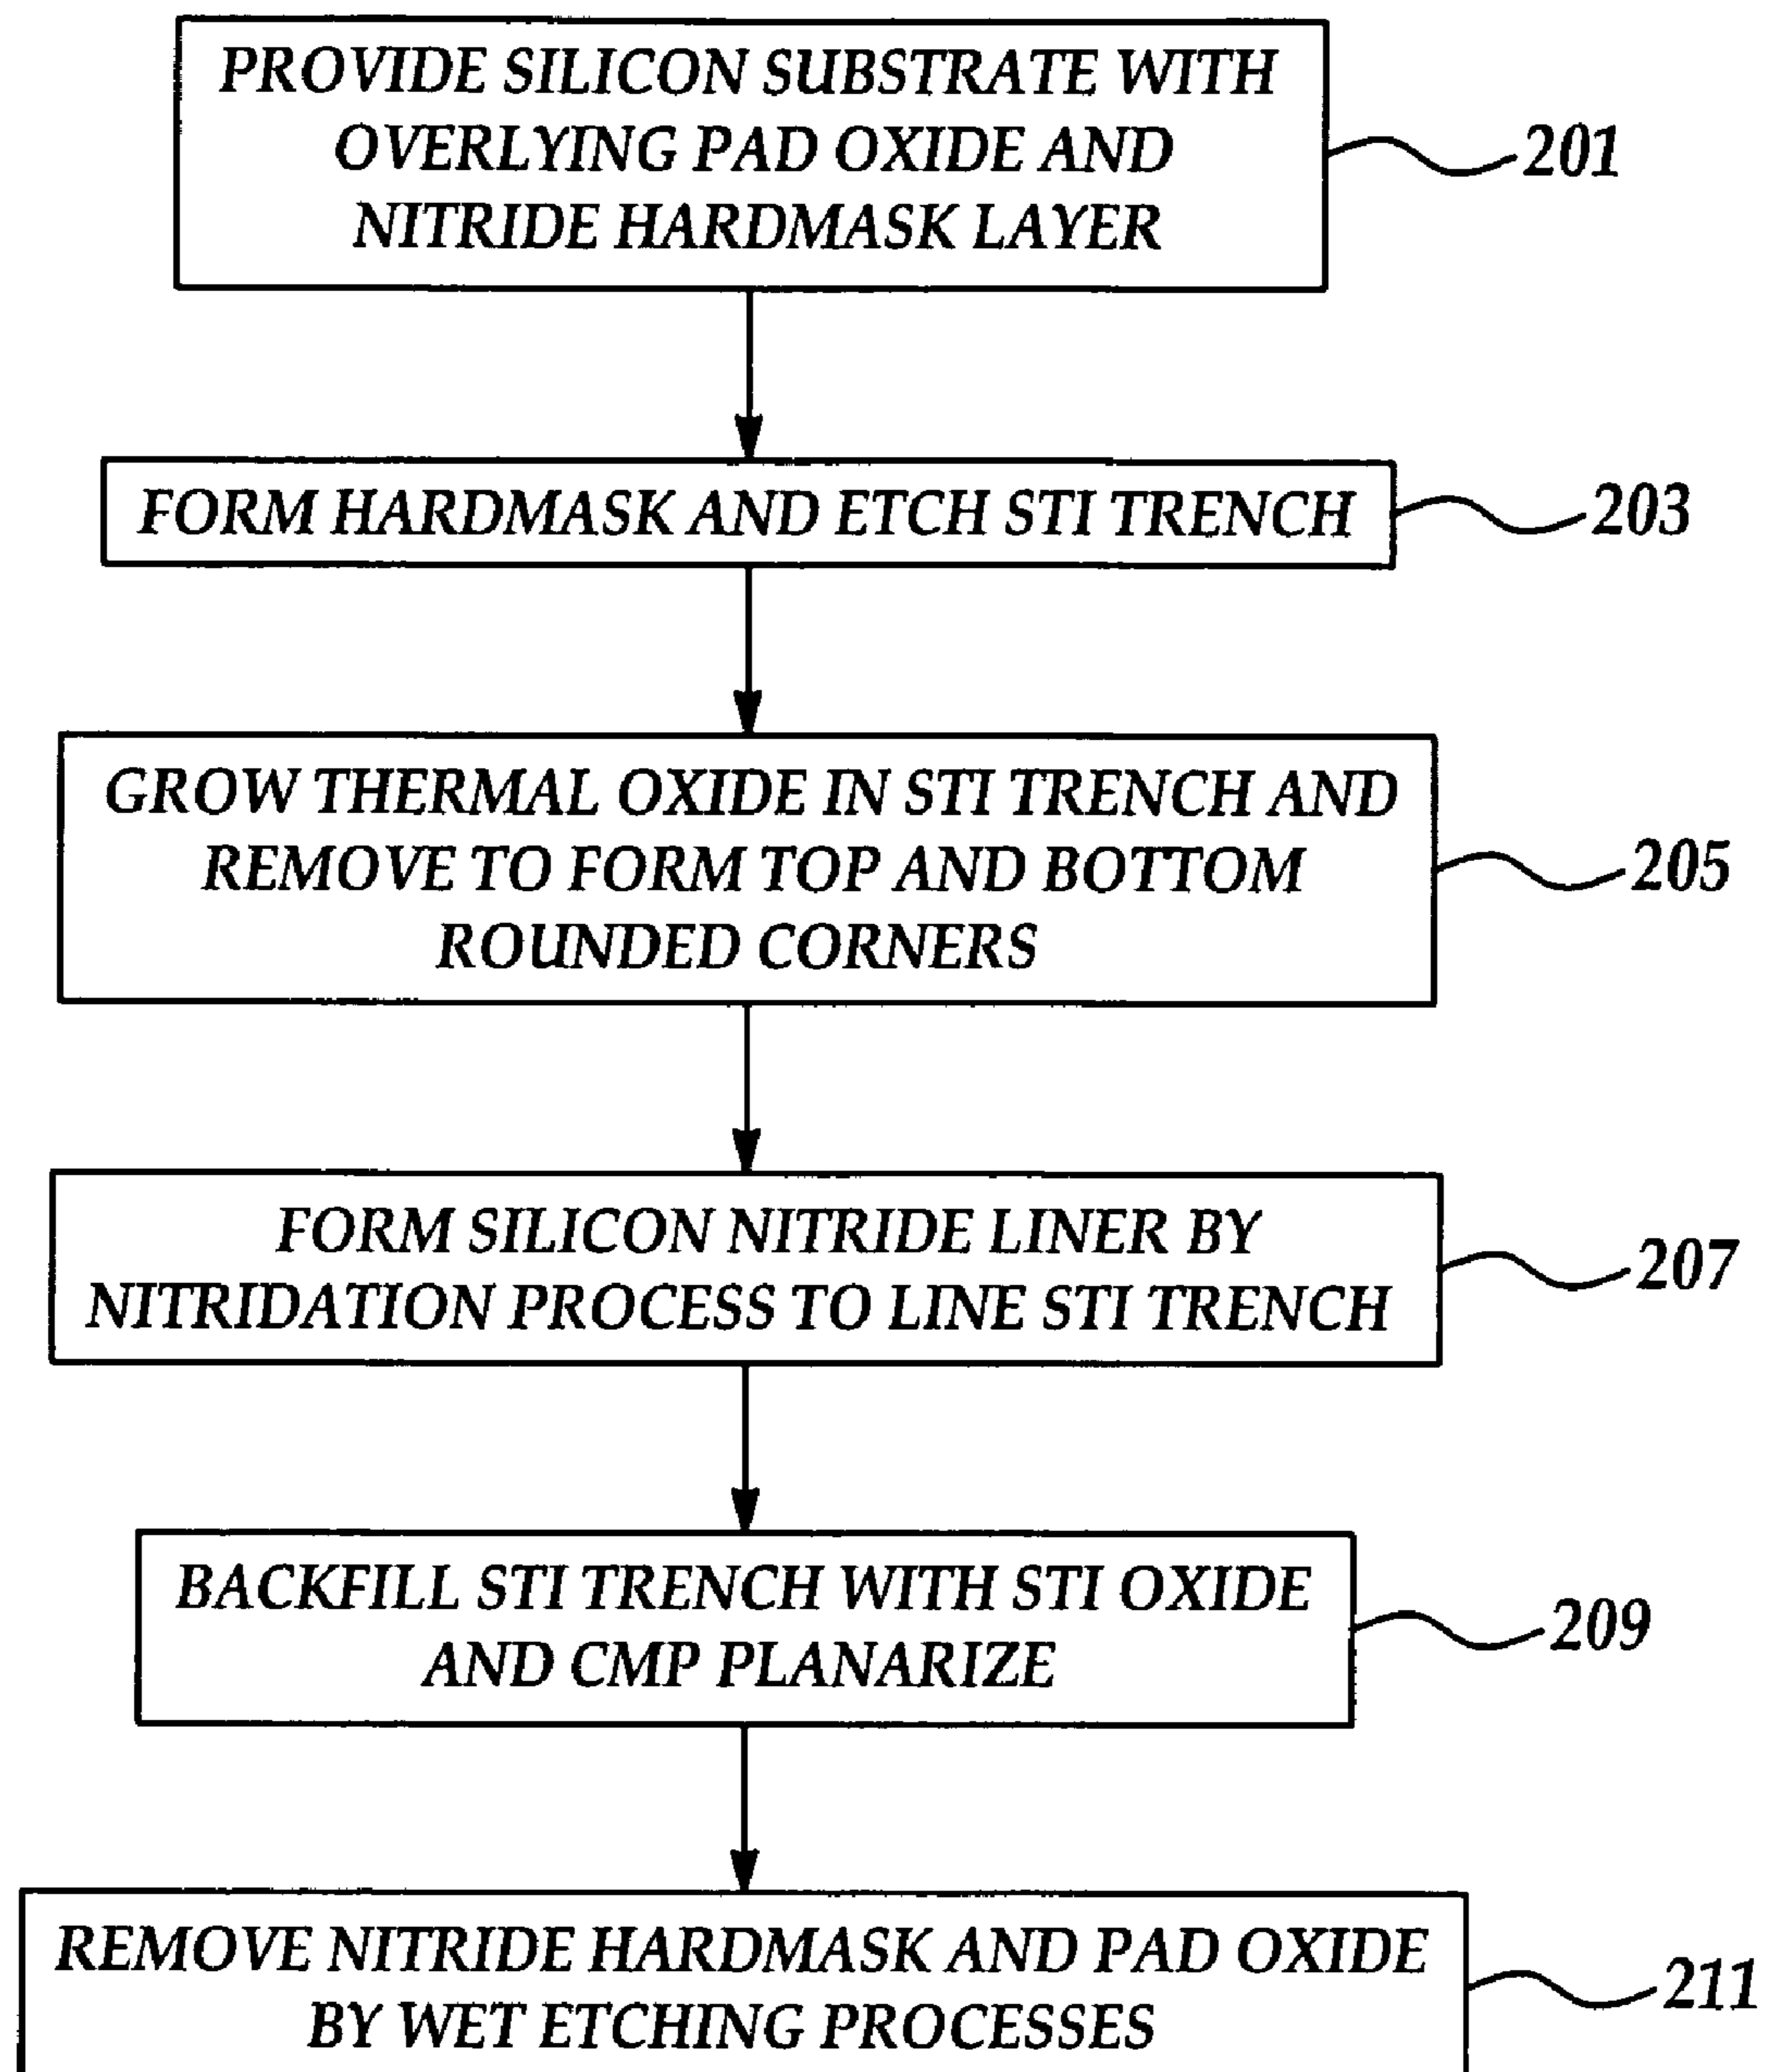 PROVIDE SILICON SUBSTRATE WITH
OVERLYING PAD OXIDE AND
NITRIDE HARDMASK LAYER
201
FORM HARDMASK AND ETCH STI TRENCH
203
GROW THERMAL OXIDE IN STI TRENCH AND
REMOVE TO FORM TOP AND BOTTOM
ROUNDED CORNERS
205
FORM SILICON NITRIDE LINER BY
NITRIDATION PROCESS TO LINE STI TRENCH
207
BACKFILL STI TRENCH WITH STI OXIDE
AND CMP PLANARIZE
209
REMOVE NITRIDE HARDMASK AND PAD OXIDE
BY WET ETCHING PROCESSES
211